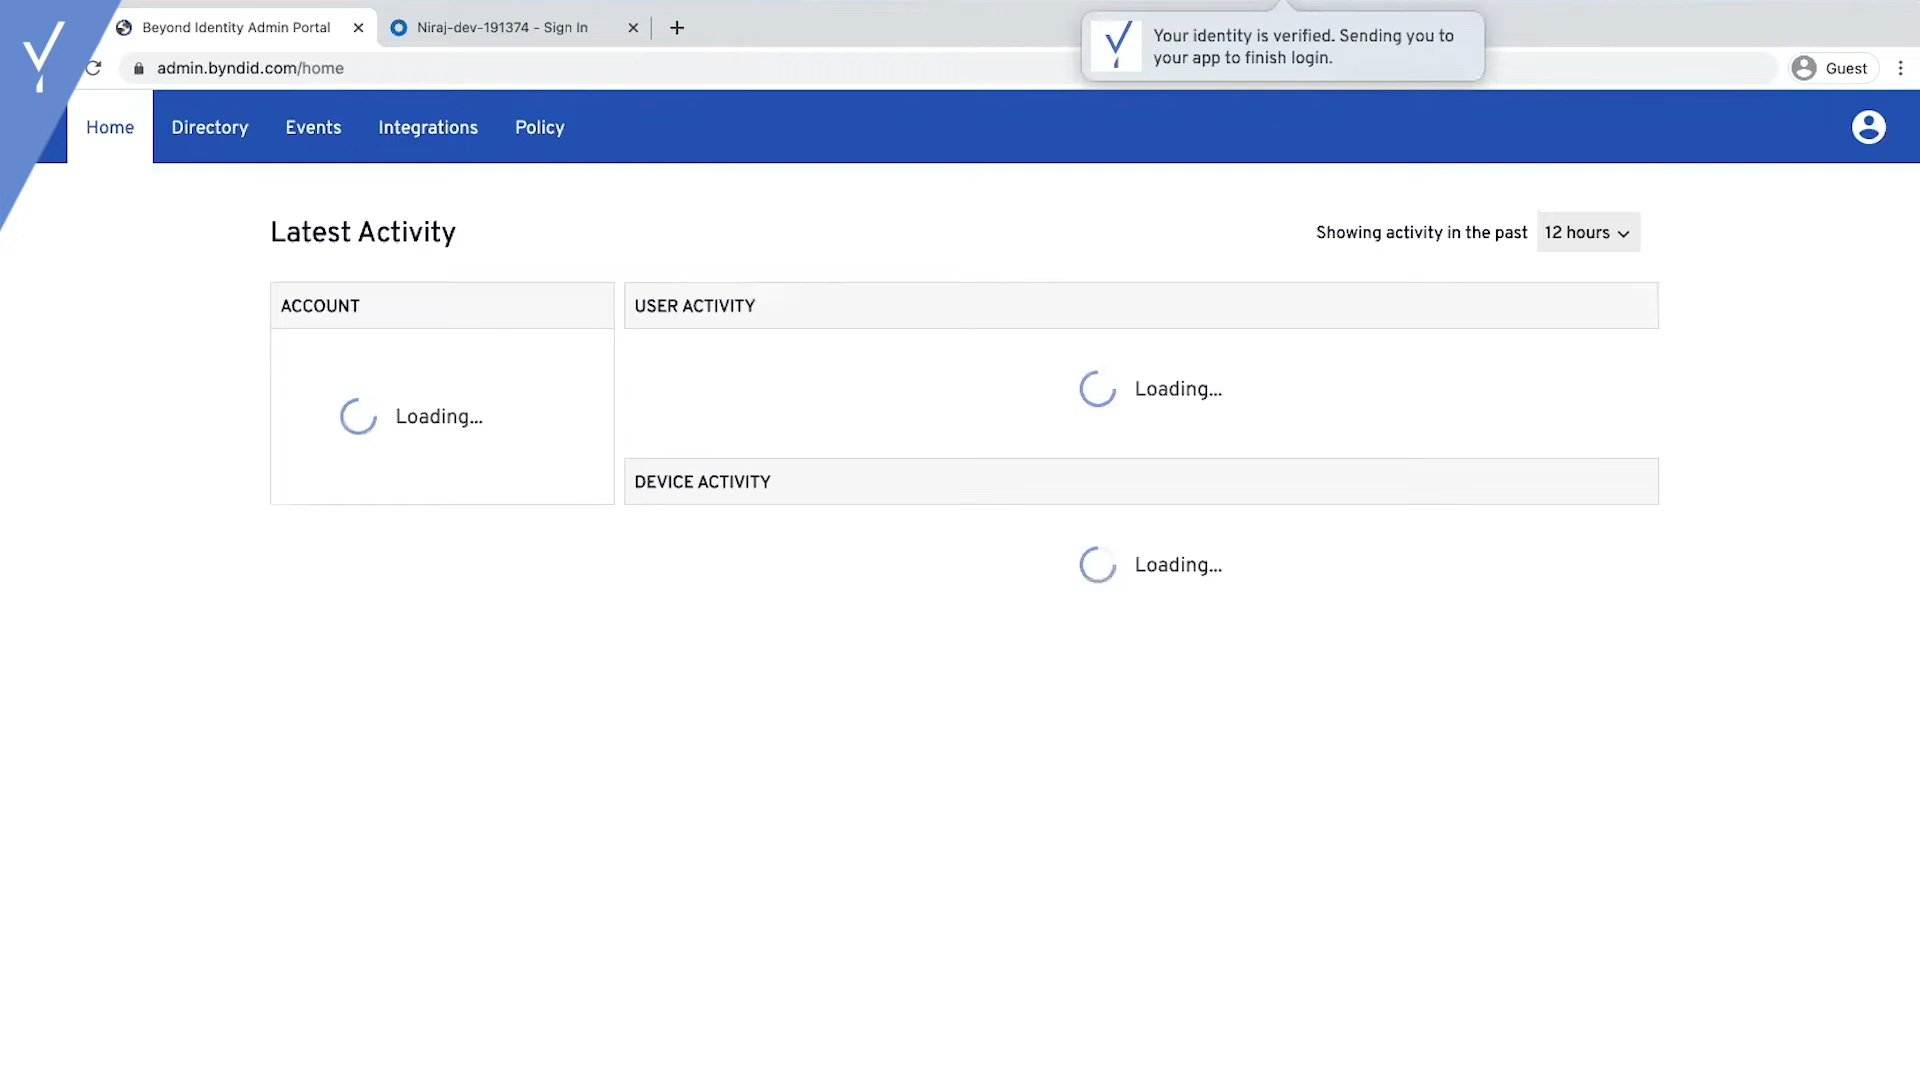 Beyond Identity Admin Portal
Niraj-dev-191374 - Sign In
Your identity is verified. Sending you to
your app to finish login.
admin.byndid.com/home
Guest
Home
Directory
Events
Integrations
Policy
Latest Activity
Showing activity in the past
12 hours
ACCOUNT
USER ACTIVITY
Loading...
Loading...
DEVICE ACTIVITY
Loading...